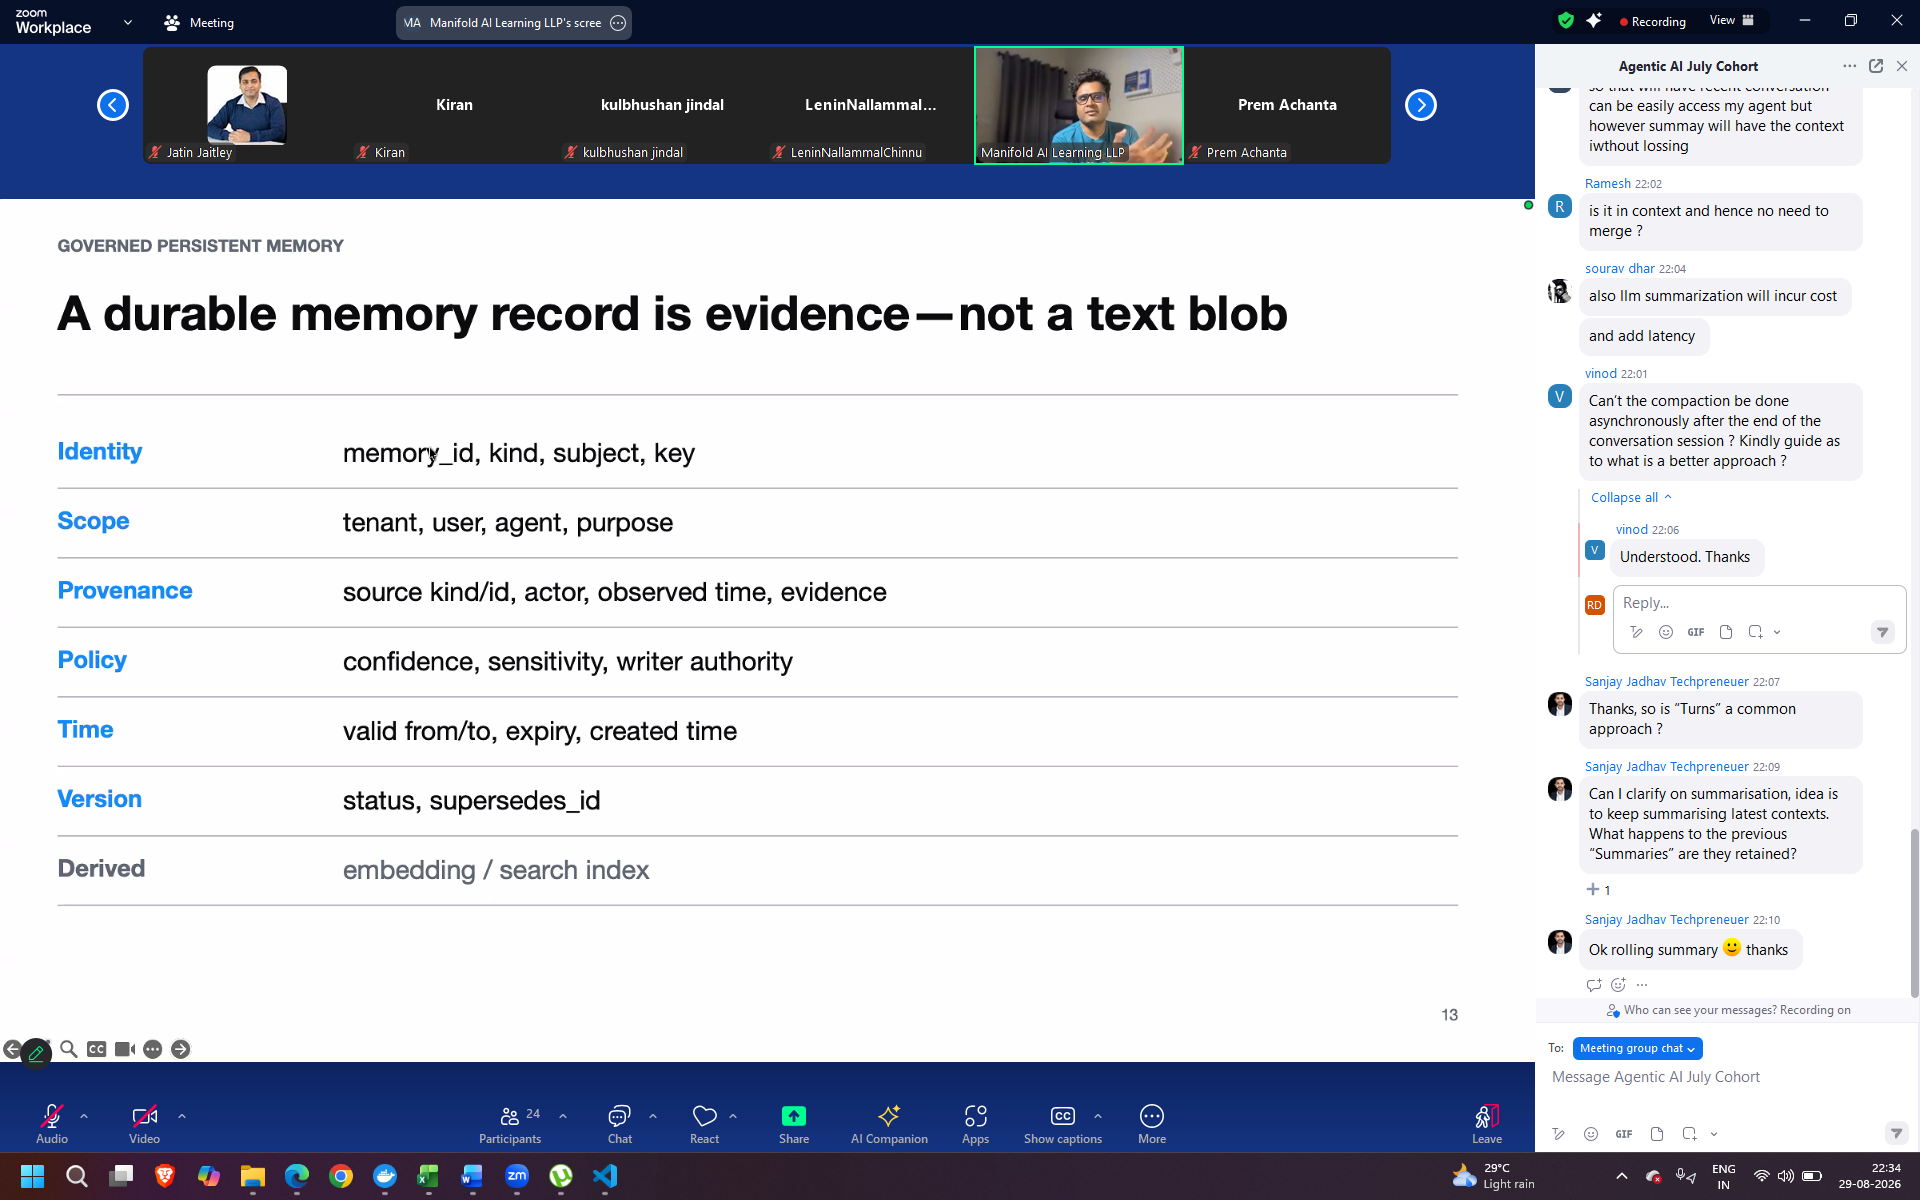 zoom
Workplace
Meeting
MA Manifold AI Learning LLP's scree
Recording
View
Jatin Jaitley
Kiran
Kiran
kulbhushan jindal
kulbhushan jindal
LeninNallammal...
LeninNallammalChinnu
Manifold AI Learning LLP
Prem Achanta
Prem Achanta
GOVERNED PERSISTENT MEMORY
A durable memory record is evidence—not a text blob
Identity memory_id, kind, subject, key
Scope tenant, user, agent, purpose
Provenance source kind/id, actor, observed time, evidence
Policy confidence, sensitivity, writer authority
Time valid from/to, expiry, created time
Version status, supersedes_id
Derived embedding / search index
13
CC
Agentic AI July Cohort
so that will have recent conversation
can be easily access my agent but
however summay will have the context
iwthout lossing
Ramesh 22:02
R
is it in context and hence no need to
merge ?
sourav dhar 22:04
also llm summarization will incur cost
and add latency
vinod 22:01
V
Can't the compaction be done
asynchronously after the end of the
conversation session ? Kindly guide as
to what is a better approach ?
Collapse all
vinod 22:06
V
Understood. Thanks
RD
Reply...
GIF
Sanjay Jadhav Techpreneuer 22:07
Thanks, so is “Turns” a common
approach ?
Sanjay Jadhav Techpreneuer 22:09
Can I clarify on summarisation, idea is
to keep summarising latest contexts.
What happens to the previous
“Summaries” are they retained?
1
Sanjay Jadhav Techpreneuer 22:10
Ok rolling summary 🙂 thanks
Who can see your messages? Recording on
To: Meeting group chat
Message Agentic AI July Cohort
GIF
Audio
Video
24
Participants
Chat
React
Share
AI Companion
Apps
CC
Show captions
More
Leave
zm
29°C
Light rain
ENG
IN
22:34
29-08-2026